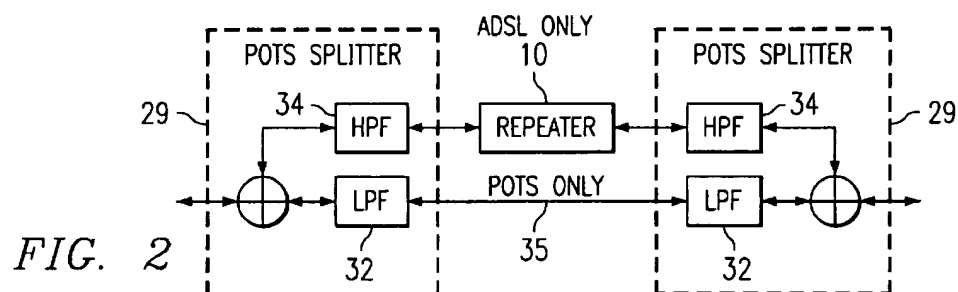 ADSL ONLY
POTS SPLITTER 10 POTS SPLITTER
29 34 HPF REPEATER HPF 34 29
POTS ONLY
LPF LPF
32 35 32
FIG. 2